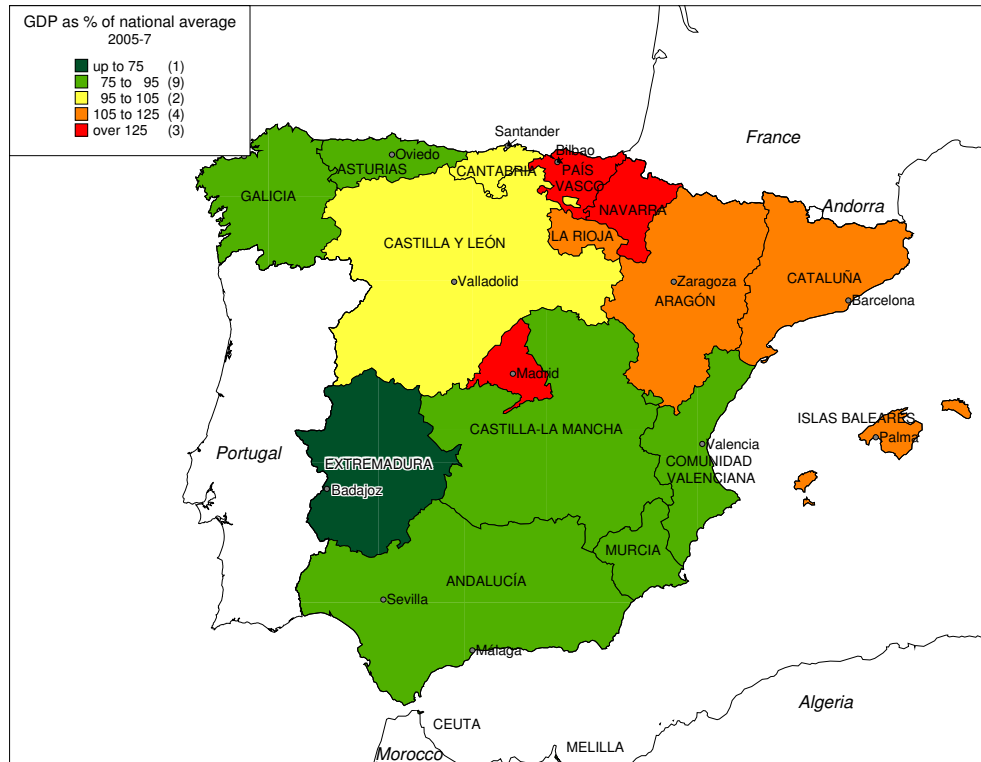 GDP as % of national average
2005-7
up to 75 (1)
75 to 95 (9)
95 to 105 (2)
105 to 125 (4)
over 125 (3)
Santander
France
Bilbao
Oviedo
ASTURIAS
CANTABRIA
PAÍS
VASCO
GALICIA
NAVARRA
Andorra
LA RIOJA
CASTILLA Y LEÓN
Valladolid
Zaragoza
ARAGÓN
CATALUÑA
Barcelona
Madrid
ISLAS BALEARES
Palma
CASTILLA-LA MANCHA
Valencia
COMUNIDAD
VALENCIANA
Portugal
EXTREMADURA
Badajoz
MURCIA
ANDALUCÍA
Sevilla
Málaga
Algeria
CEUTA
MELILLA
Morocco